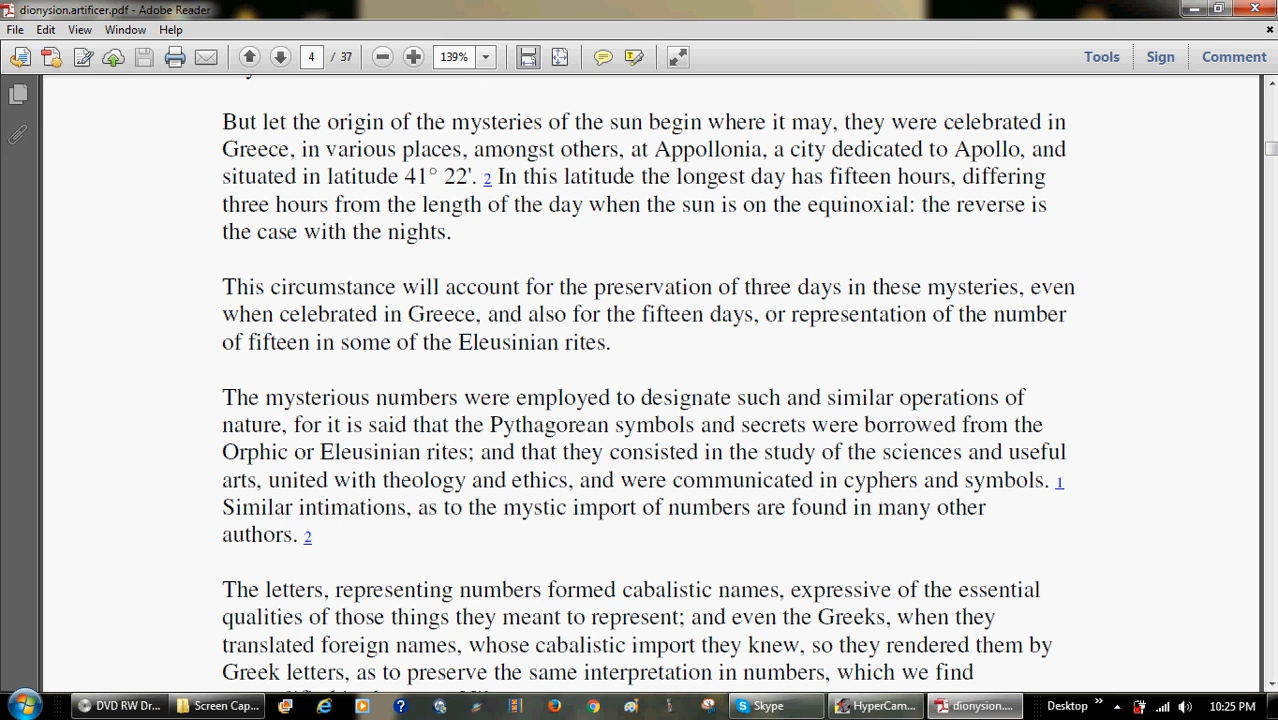 dionysion.artificer.pdf - Adobe Reader
File Edit View Window Help
4 / 37 139% Tools Sign Comment
But let the origin of the mysteries of the sun begin where it may, they were celebrated in
Greece, in various places, amongst others, at Appollonia, a city dedicated to Apollo, and
situated in latitude 41° 22'. 2 In this latitude the longest day has fifteen hours, differing
three hours from the length of the day when the sun is on the equinoxial: the reverse is
the case with the nights.
This circumstance will account for the preservation of three days in these mysteries, even
when celebrated in Greece, and also for the fifteen days, or representation of the number
of fifteen in some of the Eleusinian rites.
The mysterious numbers were employed to designate such and similar operations of
nature, for it is said that the Pythagorean symbols and secrets were borrowed from the
Orphic or Eleusinian rites; and that they consisted in the study of the sciences and useful
arts, united with theology and ethics, and were communicated in cyphers and symbols. 1
Similar intimations, as to the mystic import of numbers are found in many other
authors. 2
The letters, representing numbers formed cabalistic names, expressive of the essential
qualities of those things they meant to represent; and even the Greeks, when they
translated foreign names, whose cabalistic import they knew, so they rendered them by
Greek letters, as to preserve the same interpretation in numbers, which we find
DVD RW Dr... Screen Cap... Skype HyperCam... dionysion.... Desktop » 10:25 PM